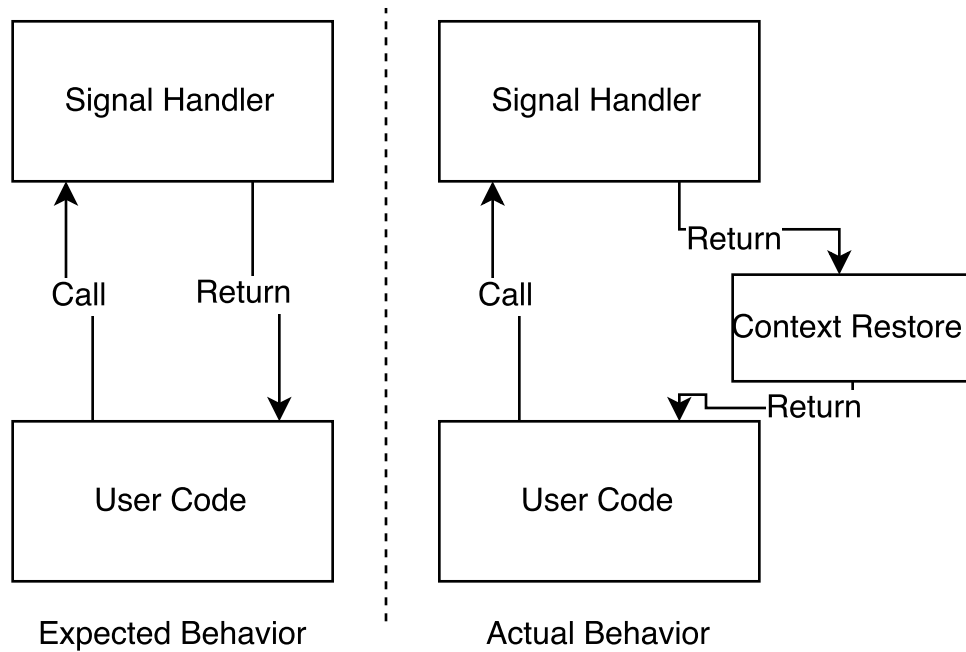 Signal Handler
Call
Return
User Code
Expected Behavior
Signal Handler
Call
Return
Context Restore
Return
User Code
Actual Behavior